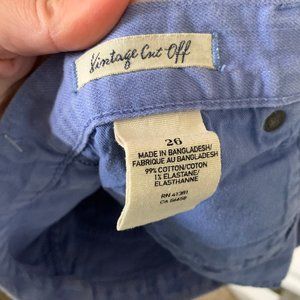 Vintage Cut Off
26
MADE IN BANGLADESH/
FABRIQUE AU BANGLADESH
99% COTTON/COTON
1% ELASTANE/
ELASTHANNE
RN 41381
CA 54458